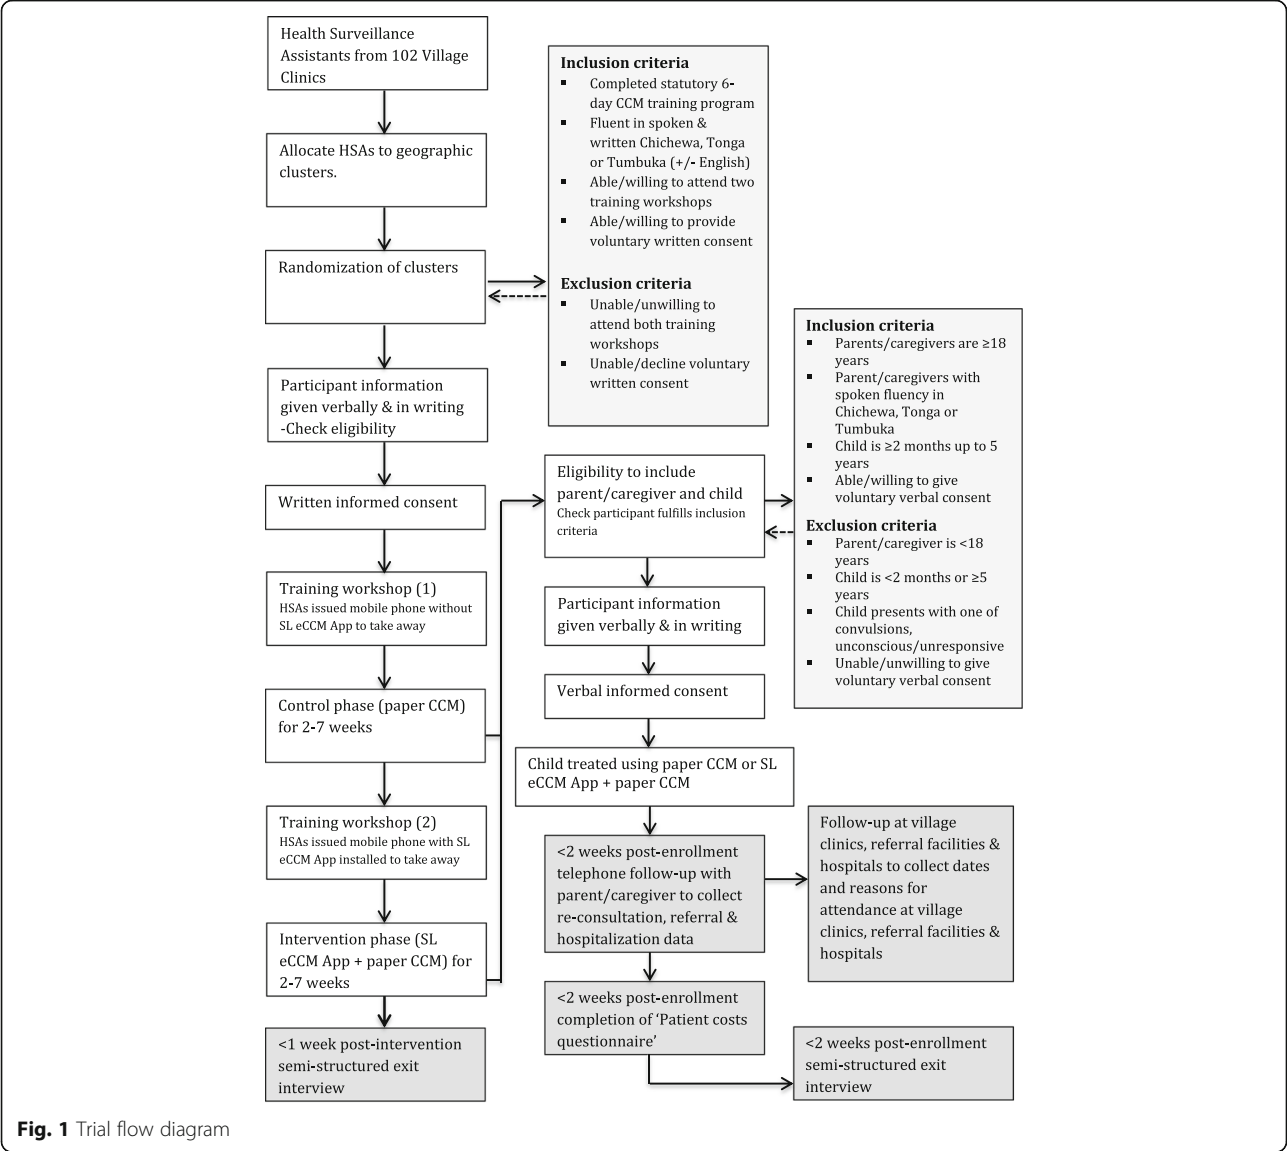 Health Surveillance
Assistants from 102 Village
Clinics
Allocate HSAs to geographic
clusters.
Randomization of clusters
Participant information
given verbally & in writing
-Check eligibility
Written informed consent
Training workshop (1)
HSAs issued mobile phone without
SL eCCM App to take away
Control phase (paper CCM)
for 2-7 weeks
Training workshop (2)
HSAs issued mobile phone with SL
eCCM App installed to take away
Intervention phase (SL
eCCM App + paper CCM) for
2-7 weeks
<1 week post-intervention
semi-structured exit
interview
Inclusion criteria
▪ Completed statutory 6-
day CCM training program
▪ Fluent in spoken &
written Chichewa, Tonga
or Tumbuka (+/- English)
▪ Able/willing to attend two
training workshops
▪ Able/willing to provide
voluntary written consent
Exclusion criteria
▪ Unable/unwilling to
attend both training
workshops
▪ Unable/decline voluntary
written consent
Eligibility to include
parent/caregiver and child
Check participant fulfills inclusion
criteria
Participant information
given verbally & in writing
Verbal informed consent
Child treated using paper CCM or SL
eCCM App + paper CCM
<2 weeks post-enrollment
telephone follow-up with
parent/caregiver to collect
re-consultation, referral &
hospitalization data
<2 weeks post-enrollment
completion of ‘Patient costs
questionnaire’
Inclusion criteria
▪ Parents/caregivers are ≥18
years
▪ Parent/caregivers with
spoken fluency in
Chichewa, Tonga or
Tumbuka
▪ Child is ≥2 months up to 5
years
▪ Able/willing to give
voluntary verbal consent
Exclusion criteria
▪ Parent/caregiver is <18
years
▪ Child is <2 months or ≥5
years
▪ Child presents with one of
convulsions,
unconscious/unresponsive
▪ Unable/unwilling to give
voluntary verbal consent
Follow-up at village
clinics, referral facilities &
hospitals to collect dates
and reasons for
attendance at village
clinics, referral facilities &
hospitals
<2 weeks post-enrollment
semi-structured exit
interview
Fig. 1 Trial flow diagram